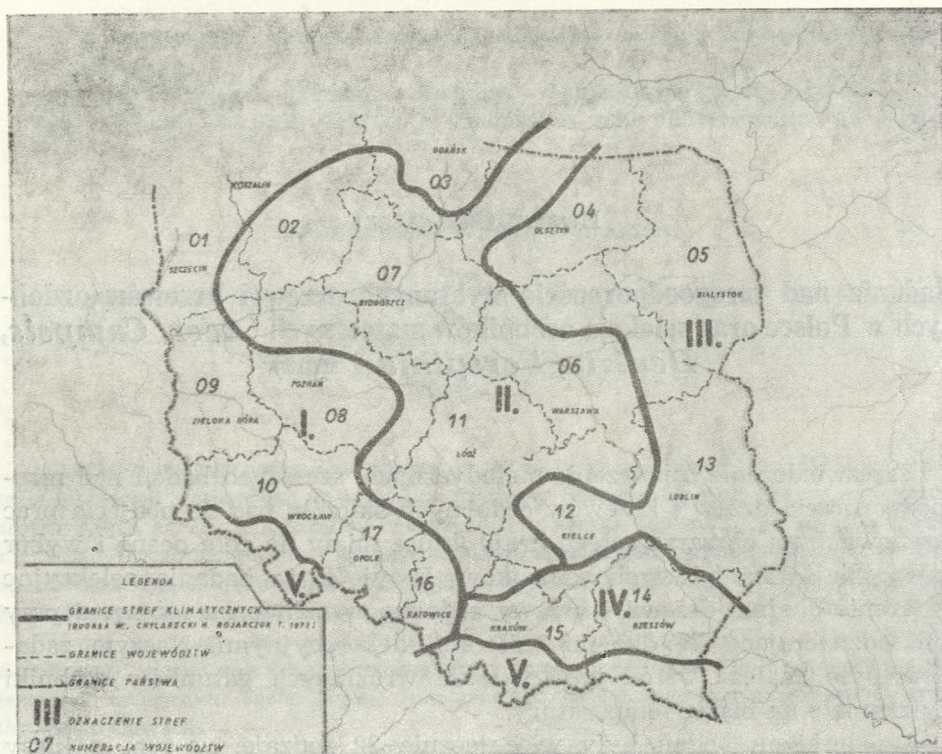 GDAŃSK
03
KOSZALIN
02
04
OLSZTYN
01
SZCZECIN
05
BIAŁYSTOK
III.
07
BYDGOSZCZ
06
WARSZAWA
09
ZIELONA GÓRA
POZNAŃ
I. 08
II.
11
ŁÓDŹ
13
LUBLIN
10
WROCŁAW
12
KIELCE
17
OPOLE
16
KATOWICE
V.
IV. 14
RZESZÓW
KRAKÓW 15
V.
LEGENDA
GRANICE STREF KLIMATYCZNYCH
GRANICE WOJEWÓDZTW
GRANICE PAŃSTWA
III OZNACZENIE STREF
07 NUMERACJA WOJEWÓDZTW